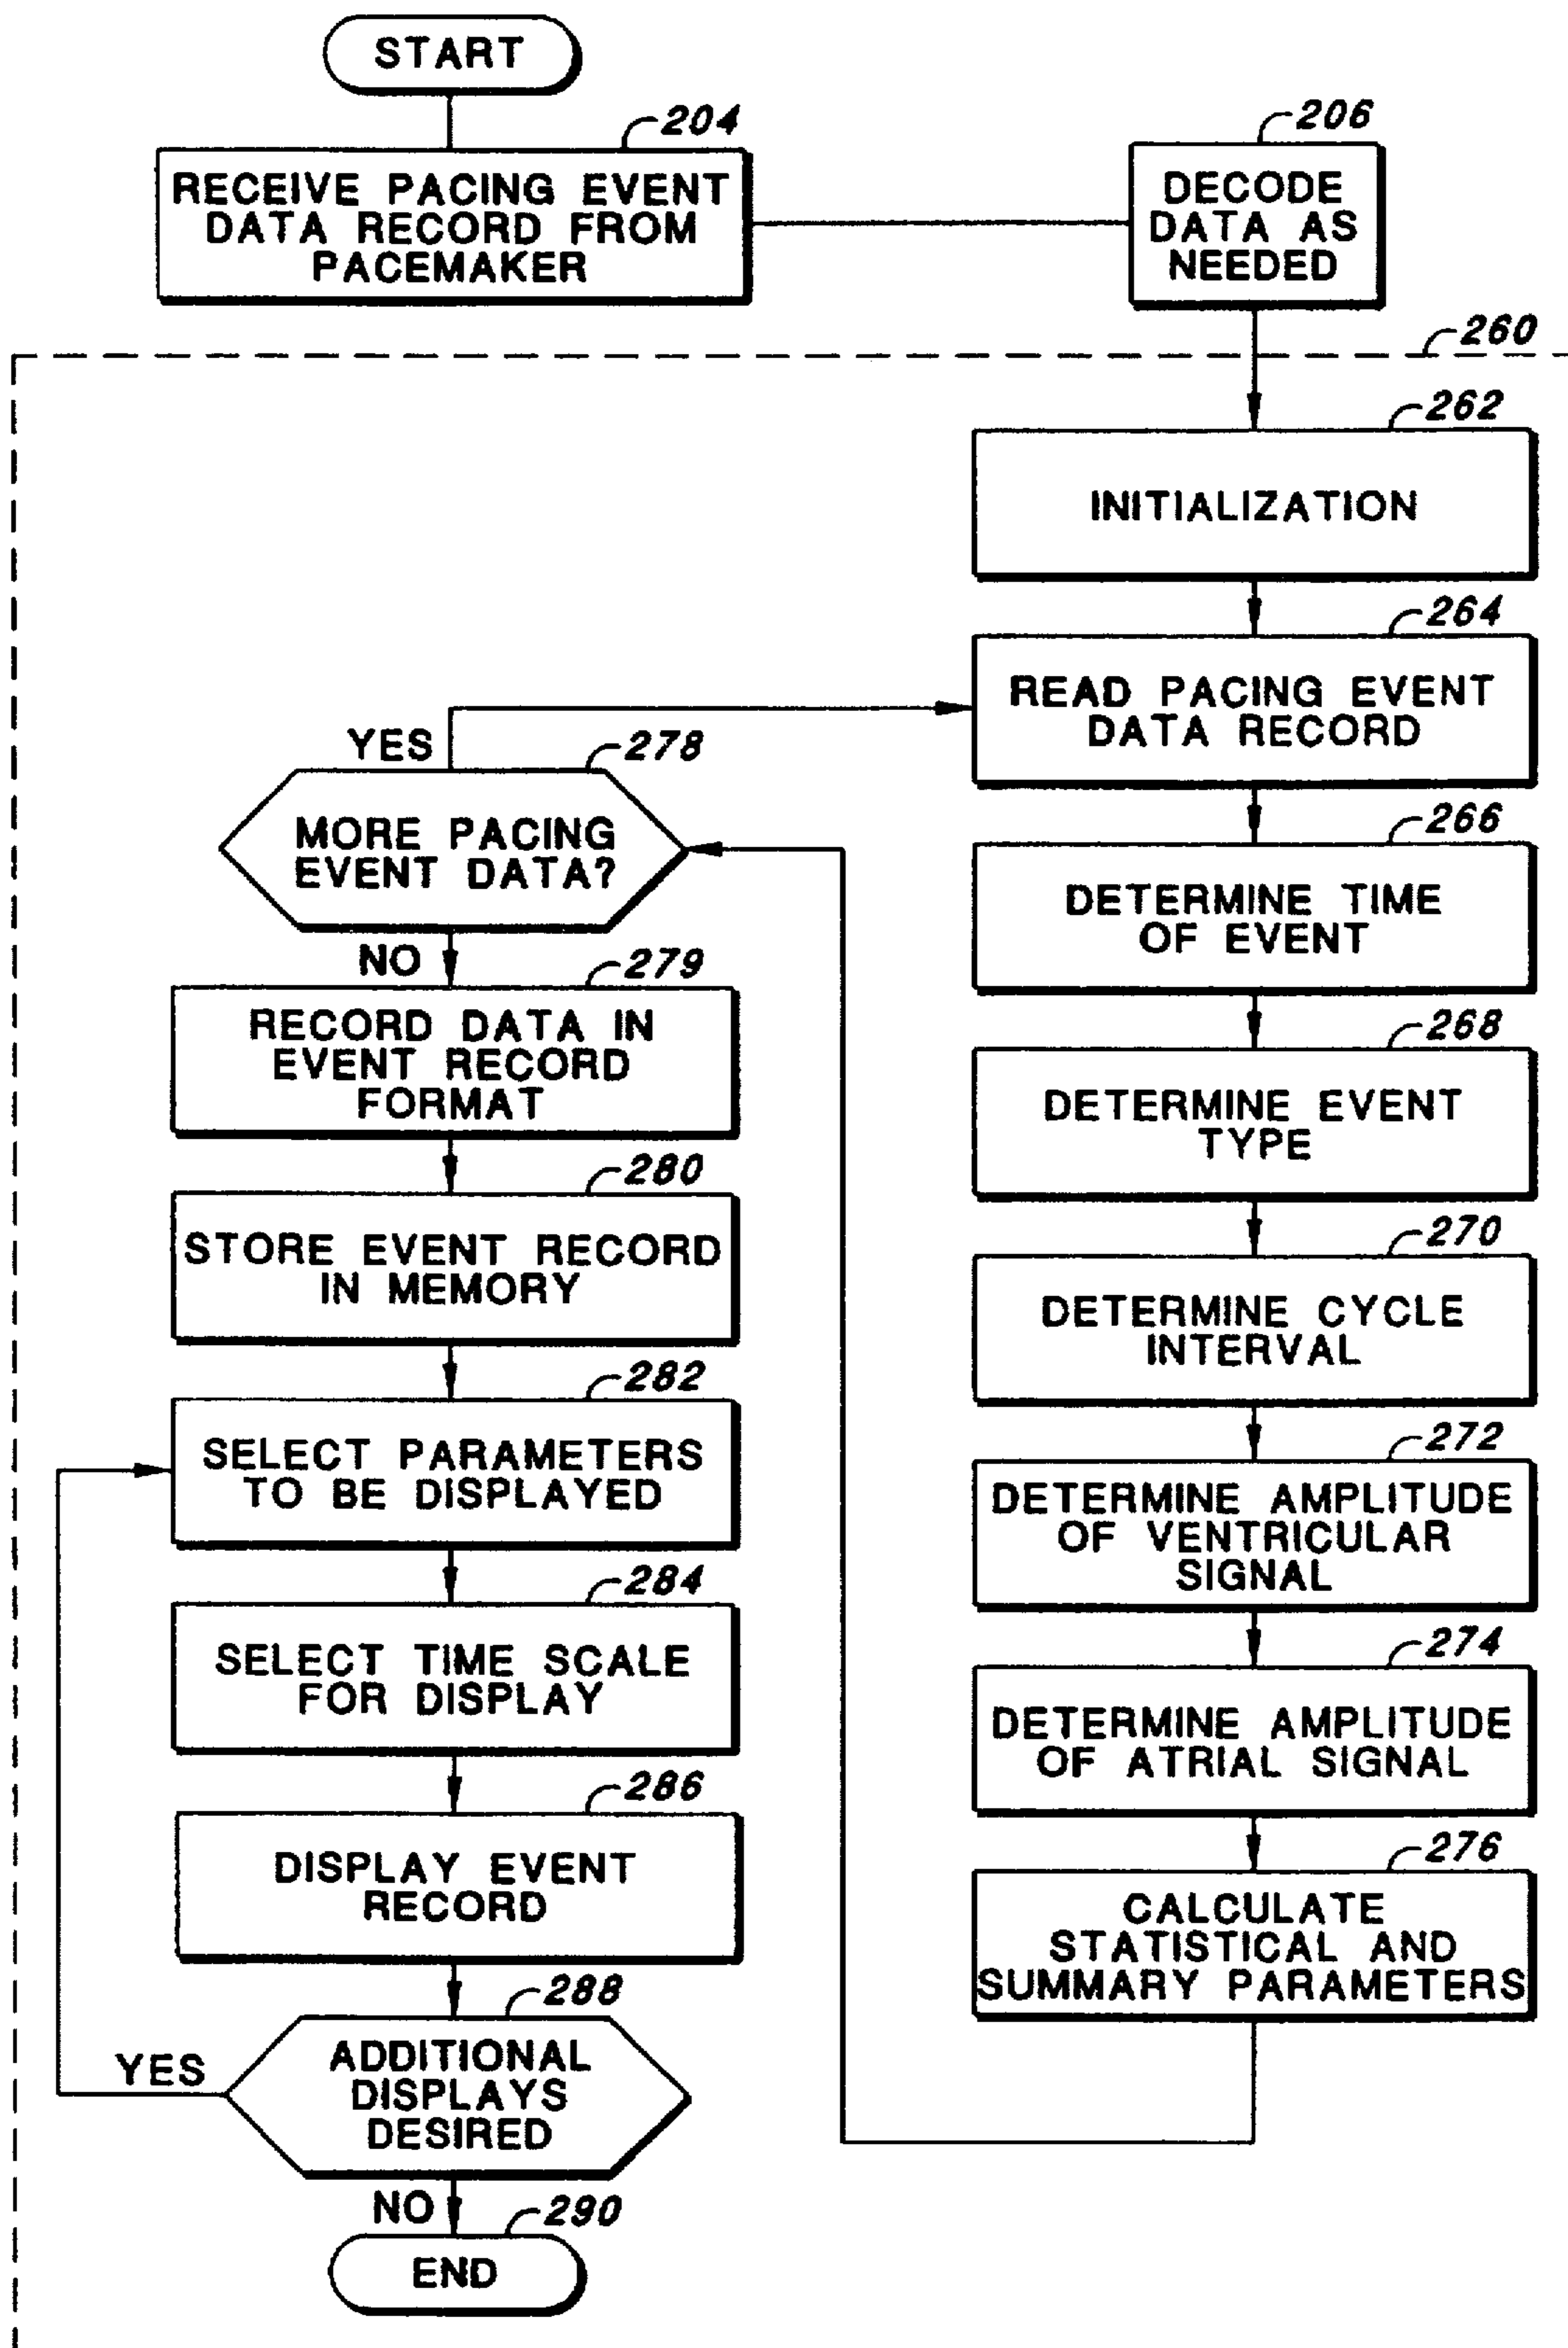 START
204
RECEIVE PACING EVENT
DATA RECORD FROM
PACEMAKER
206
DECODE
DATA AS
NEEDED
260
262
INITIALIZATION
264
READ PACING EVENT
DATA RECORD
266
DETERMINE TIME
OF EVENT
268
DETERMINE EVENT
TYPE
270
DETERMINE CYCLE
INTERVAL
272
DETERMINE AMPLITUDE
OF VENTRICULAR
SIGNAL
274
DETERMINE AMPLITUDE
OF ATRIAL SIGNAL
276
CALCULATE
STATISTICAL AND
SUMMARY PARAMETERS
YES
278
MORE PACING
EVENT DATA?
NO
279
RECORD DATA IN
EVENT RECORD
FORMAT
280
STORE EVENT RECORD
IN MEMORY
282
SELECT PARAMETERS
TO BE DISPLAYED
284
SELECT TIME SCALE
FOR DISPLAY
286
DISPLAY EVENT
RECORD
288
YES
ADDITIONAL
DISPLAYS
DESIRED
NO
290
END